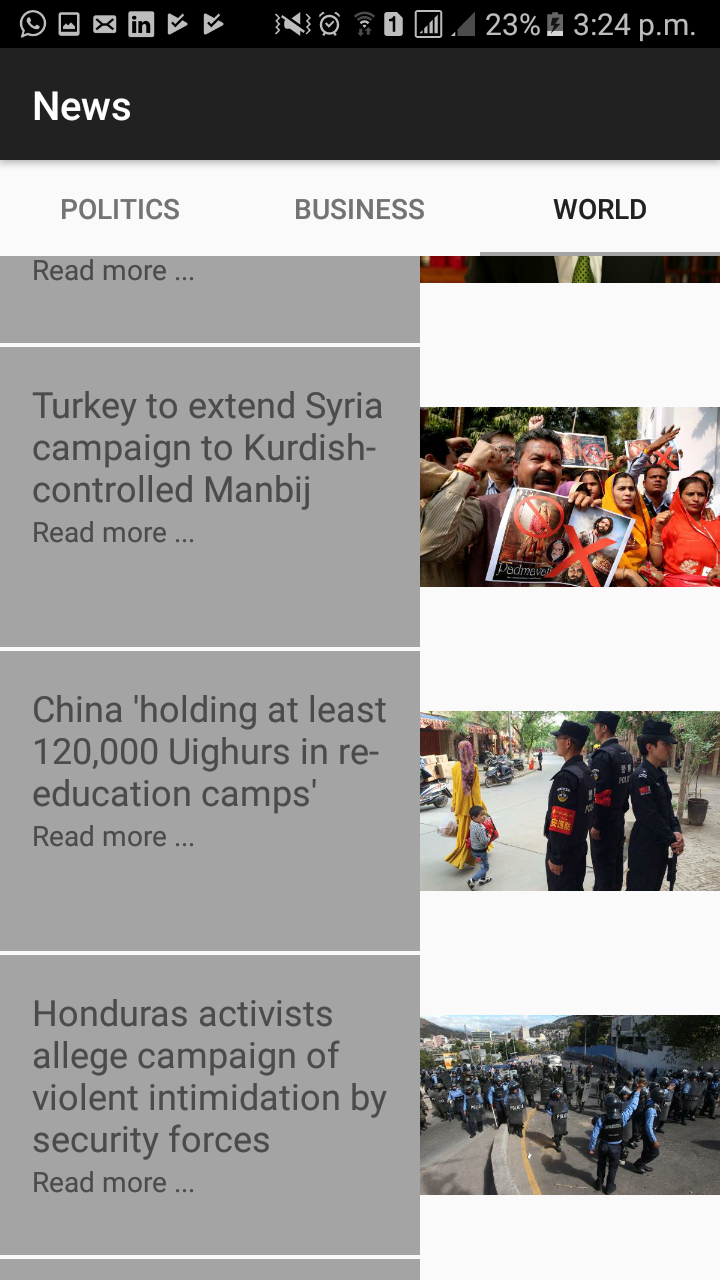 1 23% 3:24 p.m.
News
POLITICS BUSINESS WORLD
Read more ...
Turkey to extend Syria
campaign to Kurdish-
controlled Manbij
Read more ...
Padmavati
China 'holding at least
120,000 Uighurs in re-
education camps'
Read more ...
Honduras activists
allege campaign of
violent intimidation by
security forces
Read more ...